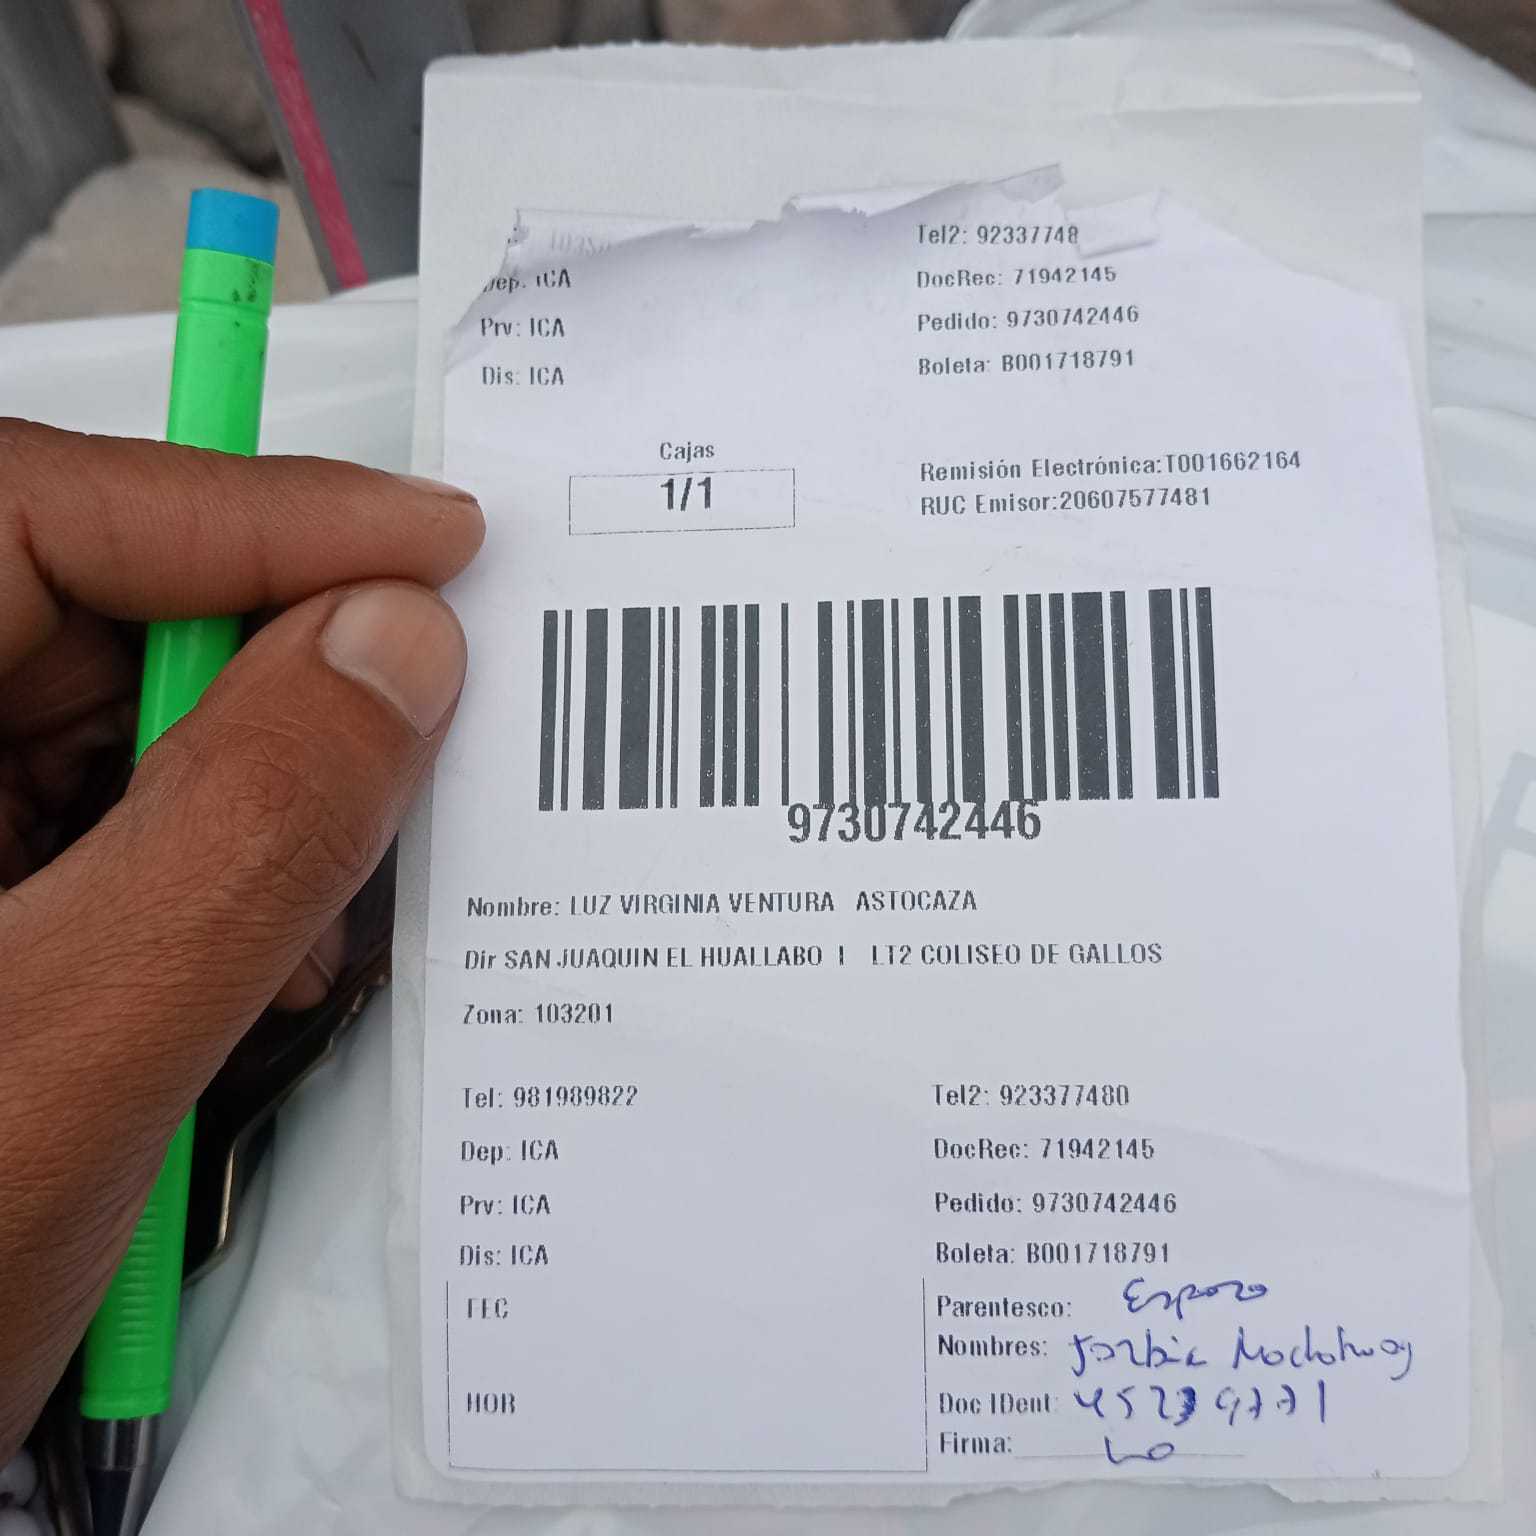 Tel2: 92337748
Dep: ICA
DocRec: 71942145
Prv: ICA
Pedido: 9730742446
Dis: ICA
Boleta: B001718791
Cajas
1/1
Remisión Electrónica:T001662164
RUC Emisor:20607577481
9730742446
Nombre: LUZ VIRGINIA VENTURA ASTOCAZA
Dir SAN JUAQUIN EL HUALLABO I LT2 COLISEO DE GALLOS
Zona: 103201
Tel: 981989822
Tel2: 923377480
Dep: ICA
DocRec: 71942145
Prv: ICA
Pedido: 9730742446
Dis: ICA
Boleta: B001718791
FEC
Parentesco: Esposo
Nombres:
HOR
Doc IDent:
Firma: